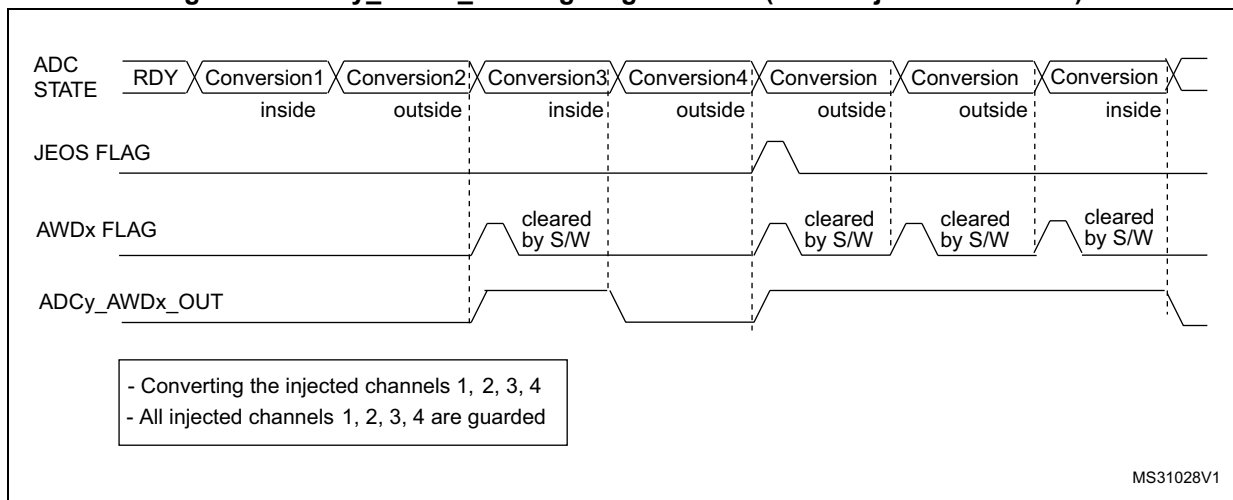 ADC
STATE
RDY Conversion1 Conversion2 Conversion3 Conversion4 Conversion Conversion Conversion
inside outside inside outside outside outside inside
JEOS FLAG
AWDx FLAG
cleared
by S/W
cleared
by S/W
cleared
by S/W
cleared
by S/W
ADCy_AWDx_OUT
- Converting the injected channels 1, 2, 3, 4
- All injected channels 1, 2, 3, 4 are guarded
MS31028V1